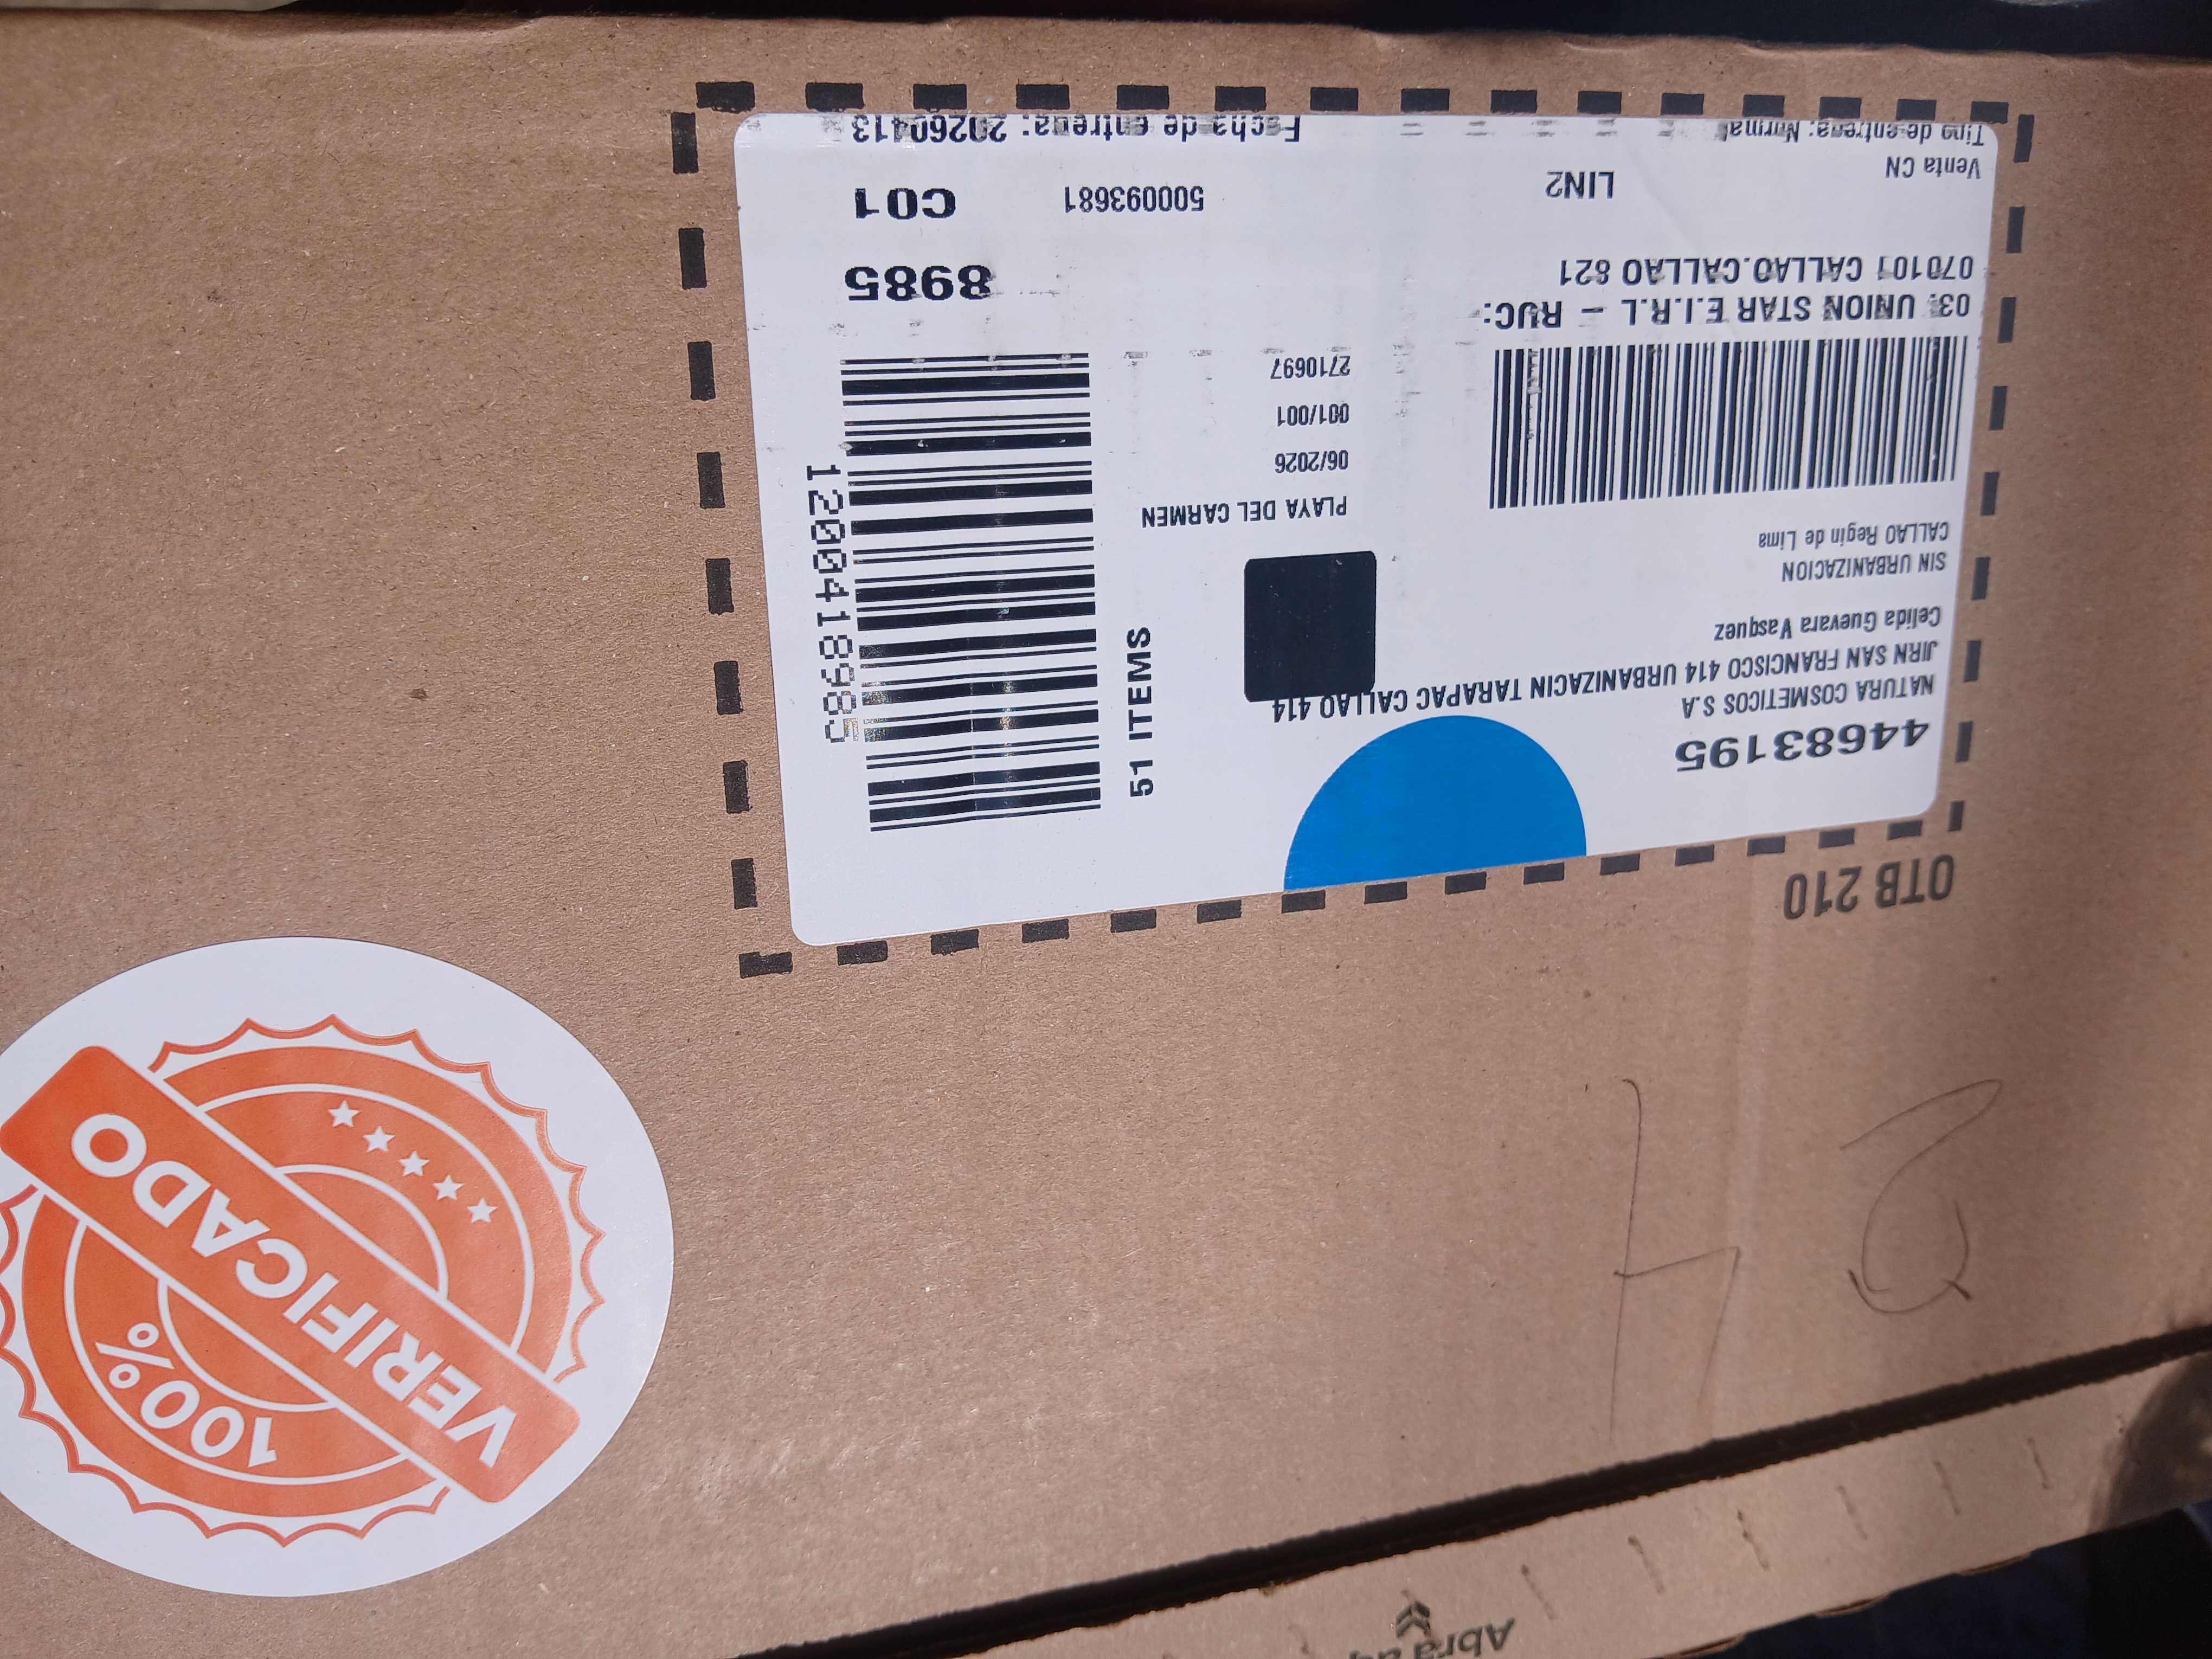 OTB 210
44683195
NATURA COSMETICOS S.A
JIRN SAN FRANCISCO 414 URBANIZACIN TARAPAC CALLAO 414
Celida Guevara Vasquez
SIN URBANIZACION
CALLAO Regin de Lima
PLAYA DEL CARMEN
06/2026
001/001
2710697
51 ITEMS
1200418985
03: UNION STAR E.I.R.L - RUC:
070101 CALLAO.CALLAO 821
8985
Venta CN
LIN2
500093681
C01
Tipo de entrega: Normal
Fecha de entrega: 20260413
100%
VERIFICADO
Abra